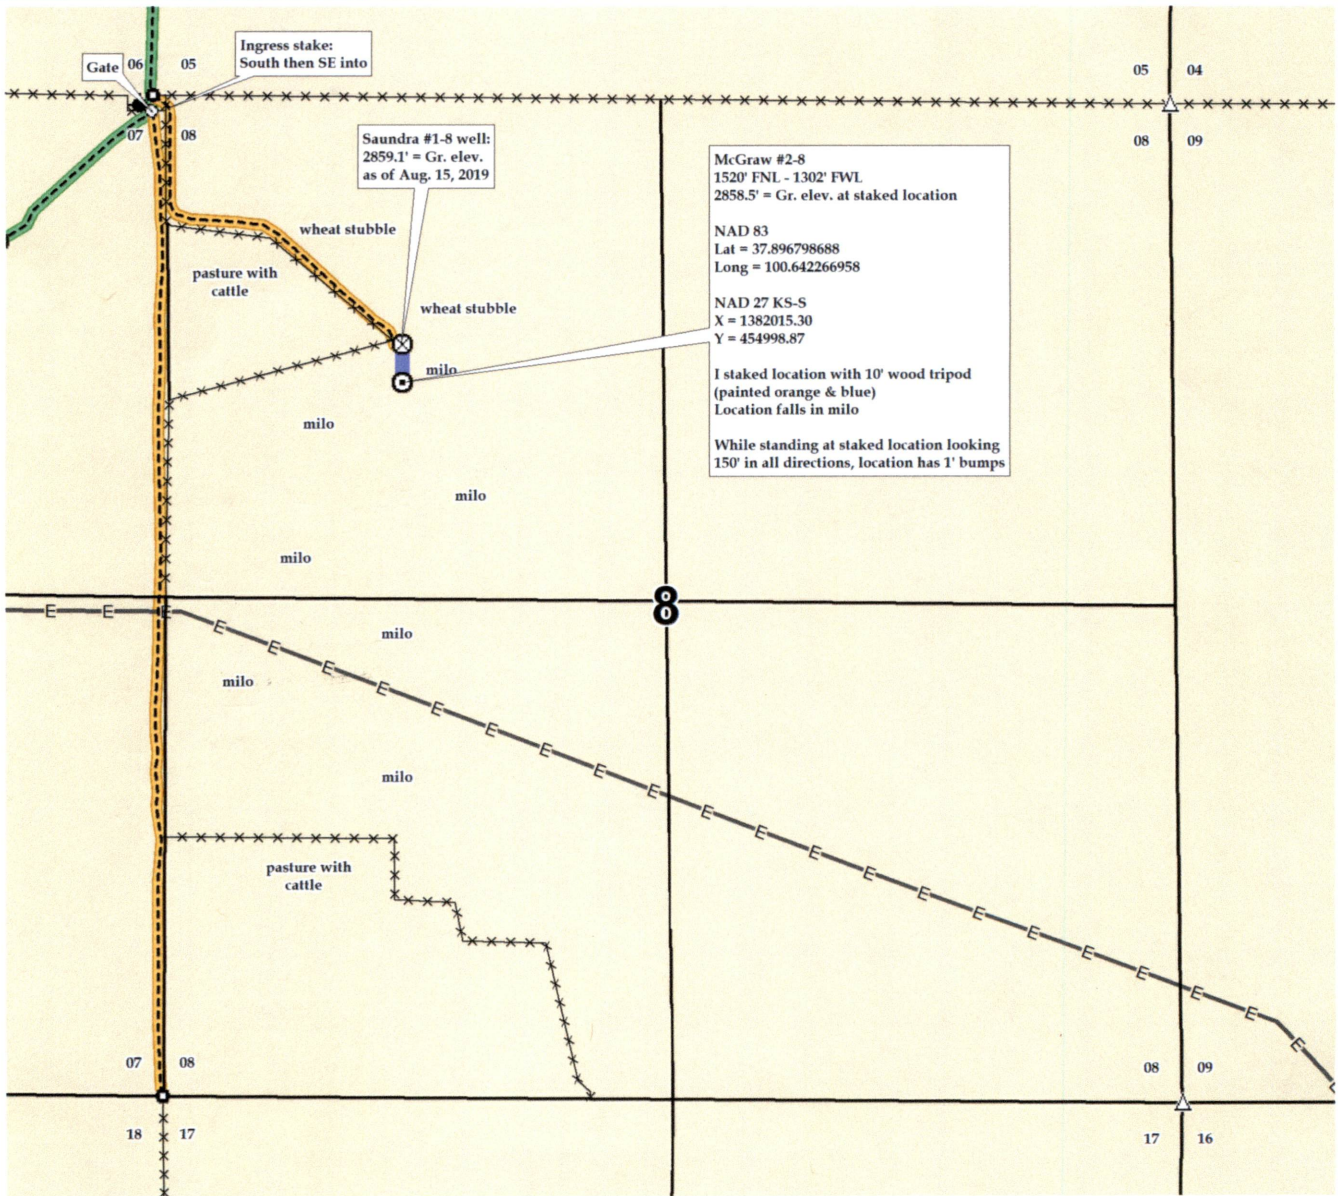 Ingress stake:
South then SE into
Gate
06 05
07 08
05 04
08 09
Saundra #1-8 well:
2859.1' = Gr. elev.
as of Aug. 15, 2019
McGraw #2-8
1520' FNL - 1302' FWL
2858.5' = Gr. elev. at staked location
NAD 83
Lat = 37.896798688
Long = 100.642266958
NAD 27 KS-S
X = 1382015.30
Y = 454998.87
I staked location with 10' wood tripod
(painted orange & blue)
Location falls in milo
While standing at staked location looking
150' in all directions, location has 1' bumps
wheat stubble
pasture with
cattle
wheat stubble
milo
milo
milo
milo
8
E E E E E E E E E E E E E E E E E E E E E E E E
milo
milo
milo
pasture with
cattle
07 08
18 17
08 09
17 16